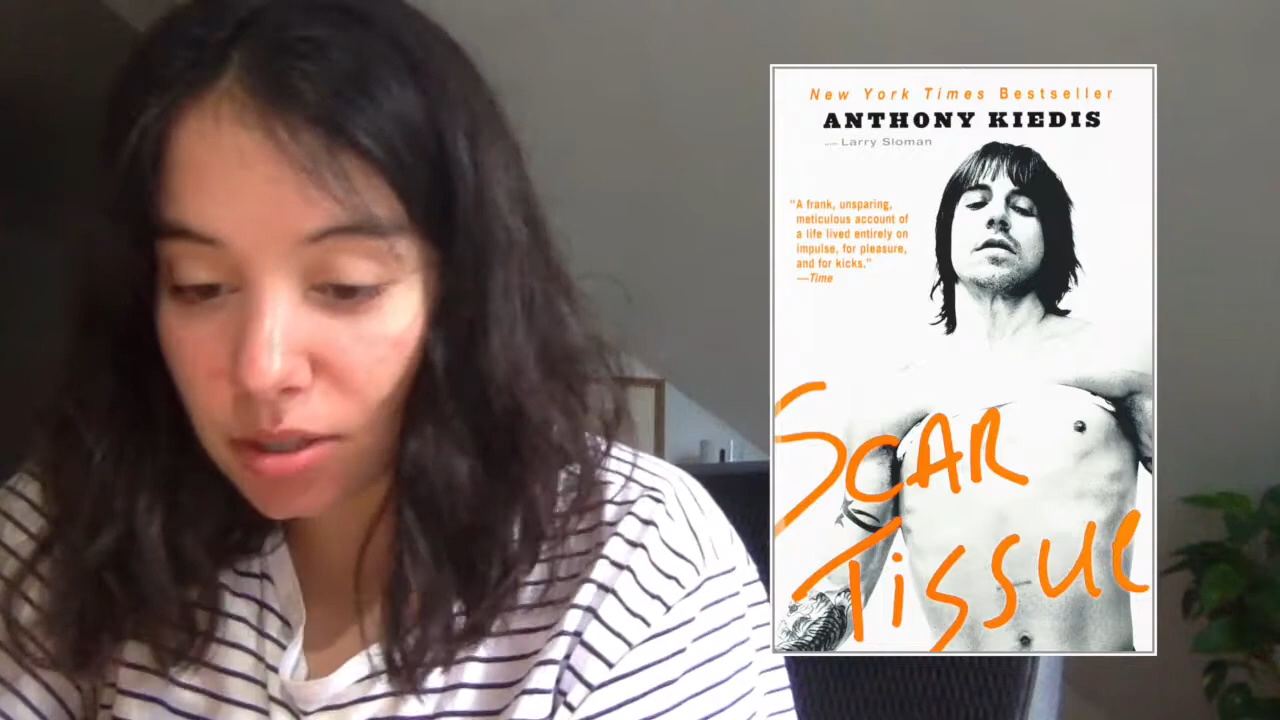 New York Times Bestseller
ANTHONY KIEDIS
Larry Sloman
"A frank, unsparing,
meticulous account of
a life lived entirely on
impulse, for pleasure,
and for kicks."
—Time
SCAR
TISSUE